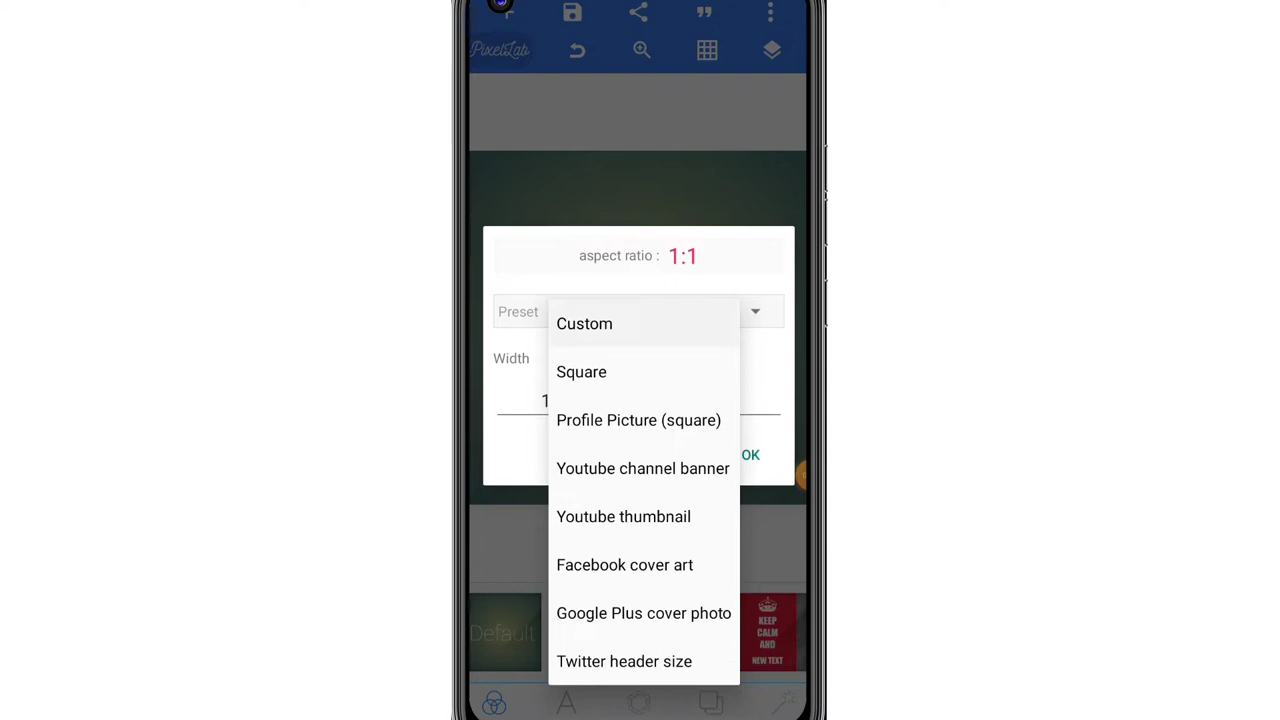 PixelLab
aspect ratio : 1:1
Preset
Custom
Square
Width
1
Profile Picture (square)
OK
Youtube channel banner
Youtube thumbnail
Facebook cover art
Default
Google Plus cover photo
KEEP
CALM
AND
NEW TEXT
Twitter header size